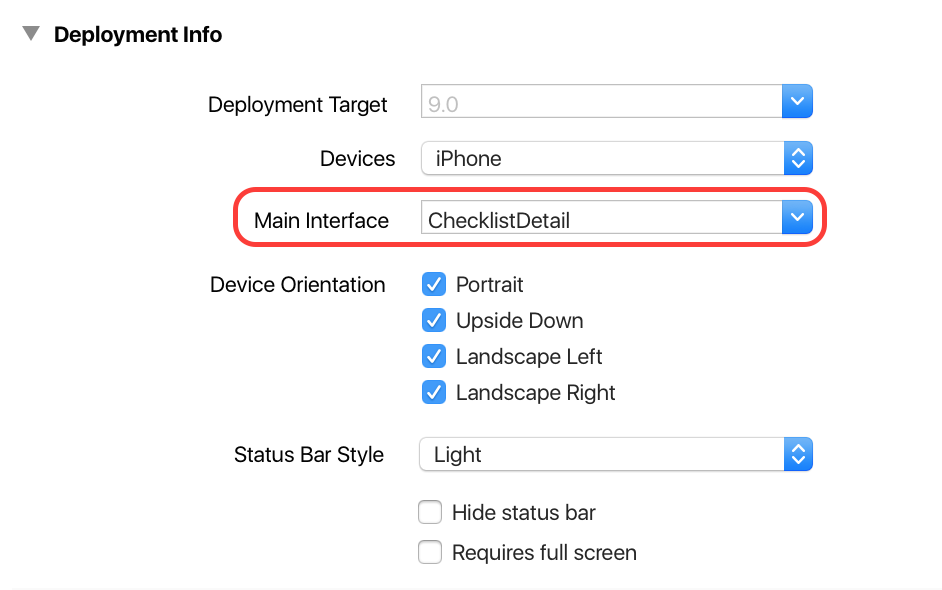 Deployment Info
Deployment Target 9.0
Devices iPhone
Main Interface ChecklistDetail
Device Orientation Portrait
Upside Down
Landscape Left
Landscape Right
Status Bar Style Light
Hide status bar
Requires full screen